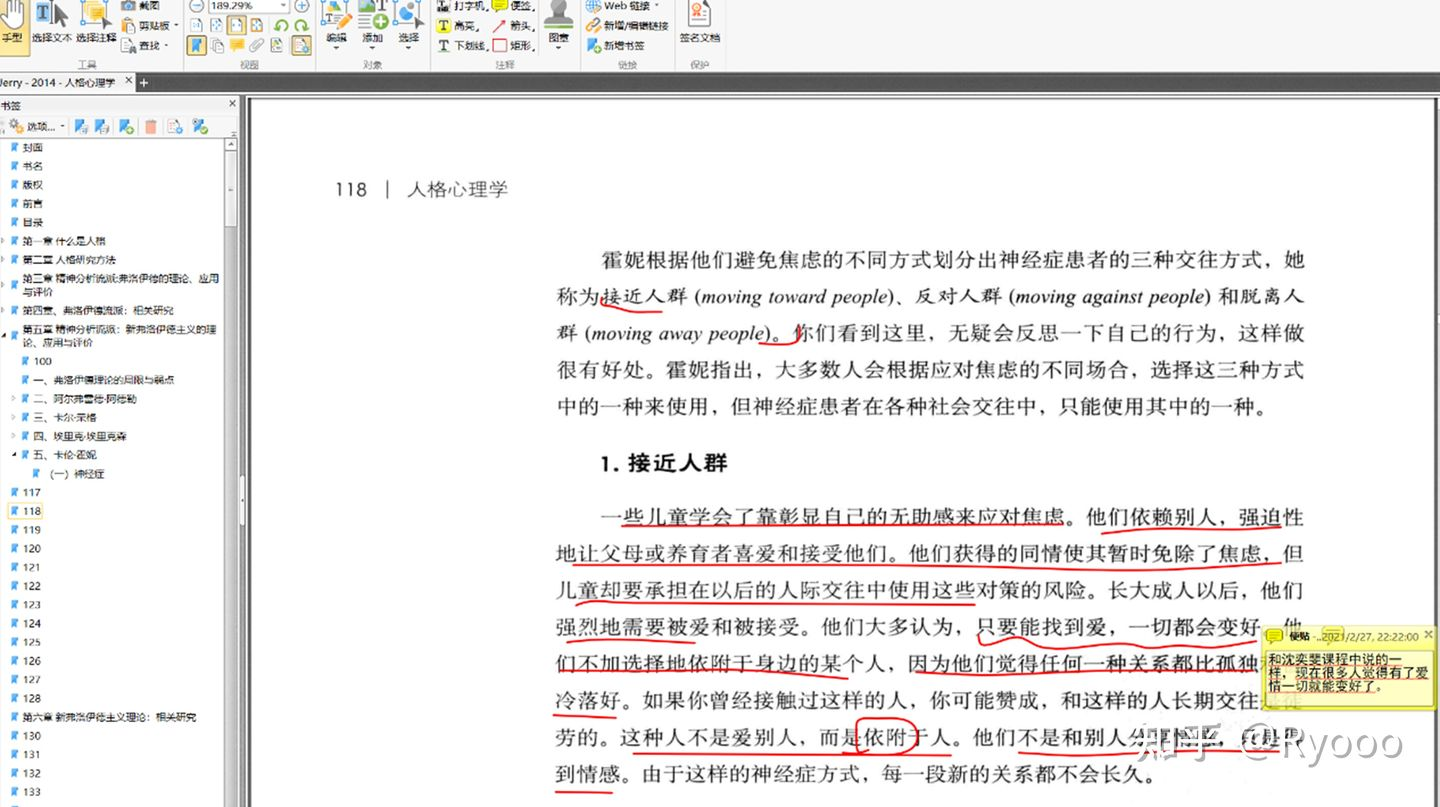 手型
选择文本
选择注释
截图
剪贴板
查找
工具
189.29%
视图
编辑
添加
选择
对象
打字机
便签
高亮
箭头
下划线
矩形
图章
注释
Web 链接
新增/编辑链接
新增书签
链接
签名文档
保护
Jerry - 2014 - 人格心理学
书签
选项...
封面
书名
版权
前言
目录
第一章 什么是人格
第二章 人格研究方法
第三章 精神分析流派:弗洛伊德的理论、应用
与评价
第四章、弗洛伊德流派：相关研究
第五章 精神分析流派：新弗洛伊德主义的理
论、应用与评价
100
一、弗洛伊德理论的局限与弱点
二、阿尔弗雷德·阿德勒
三、卡尔·荣格
四、埃里克·埃里克森
五、卡伦·霍妮
（一）神经症
117
118
119
120
121
122
123
124
125
126
127
128
第六章 新弗洛伊德主义理论：相关研究
130
131
132
133
118 | 人格心理学
霍妮根据他们避免焦虑的不同方式划分出神经症患者的三种交往方式，她
称为接近人群 (moving toward people)、反对人群 (moving against people) 和脱离人
群 (moving away people)。你们看到这里，无疑会反思一下自己的行为，这样做
很有好处。霍妮指出，大多数人会根据应对焦虑的不同场合，选择这三种方式
中的一种来使用，但神经症患者在各种社会交往中，只能使用其中的一种。
1. 接近人群
一些儿童学会了靠彰显自己的无助感来应对焦虑。他们依赖别人，强迫性
地让父母或养育者喜爱和接受他们。他们获得的同情使其暂时免除了焦虑，但
儿童却要承担在以后的人际交往中使用这些对策的风险。长大成人以后，他们
强烈地需要被爱和被接受。他们大多认为，只要能找到爱，一切都会变好。他
们不加选择地依附于身边的某个人，因为他们觉得任何一种关系都比孤独
冷落好。如果你曾经接触过这样的人，你可能赞成，和这样的人长期交往
劳的。这种人不是爱别人，而是依附于人。他们不是和别人
到情感。由于这样的神经症方式，每一段新的关系都不会长久。
便贴 -...2021/2/27, 22:22:00
和沈奕斐课程中说的一
样，现在很多人觉得有了爱
情一切就能变好了。
知乎 @Ryooo